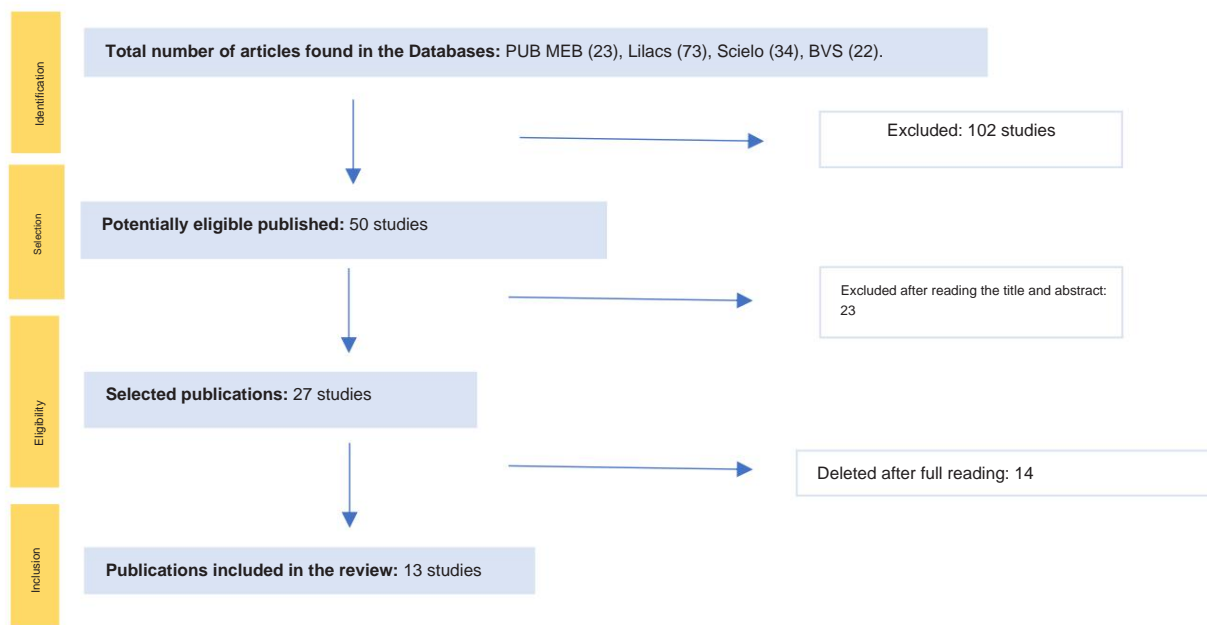 Identification
Total number of articles found in the Databases: PUB MEB (23), Lilacs (73), Scielo (34), BVS (22).
Excluded: 102 studies
Selection
Potentially eligible published: 50 studies
Excluded after reading the title and abstract:
23
Eligibility
Selected publications: 27 studies
Deleted after full reading: 14
Inclusion
Publications included in the review: 13 studies